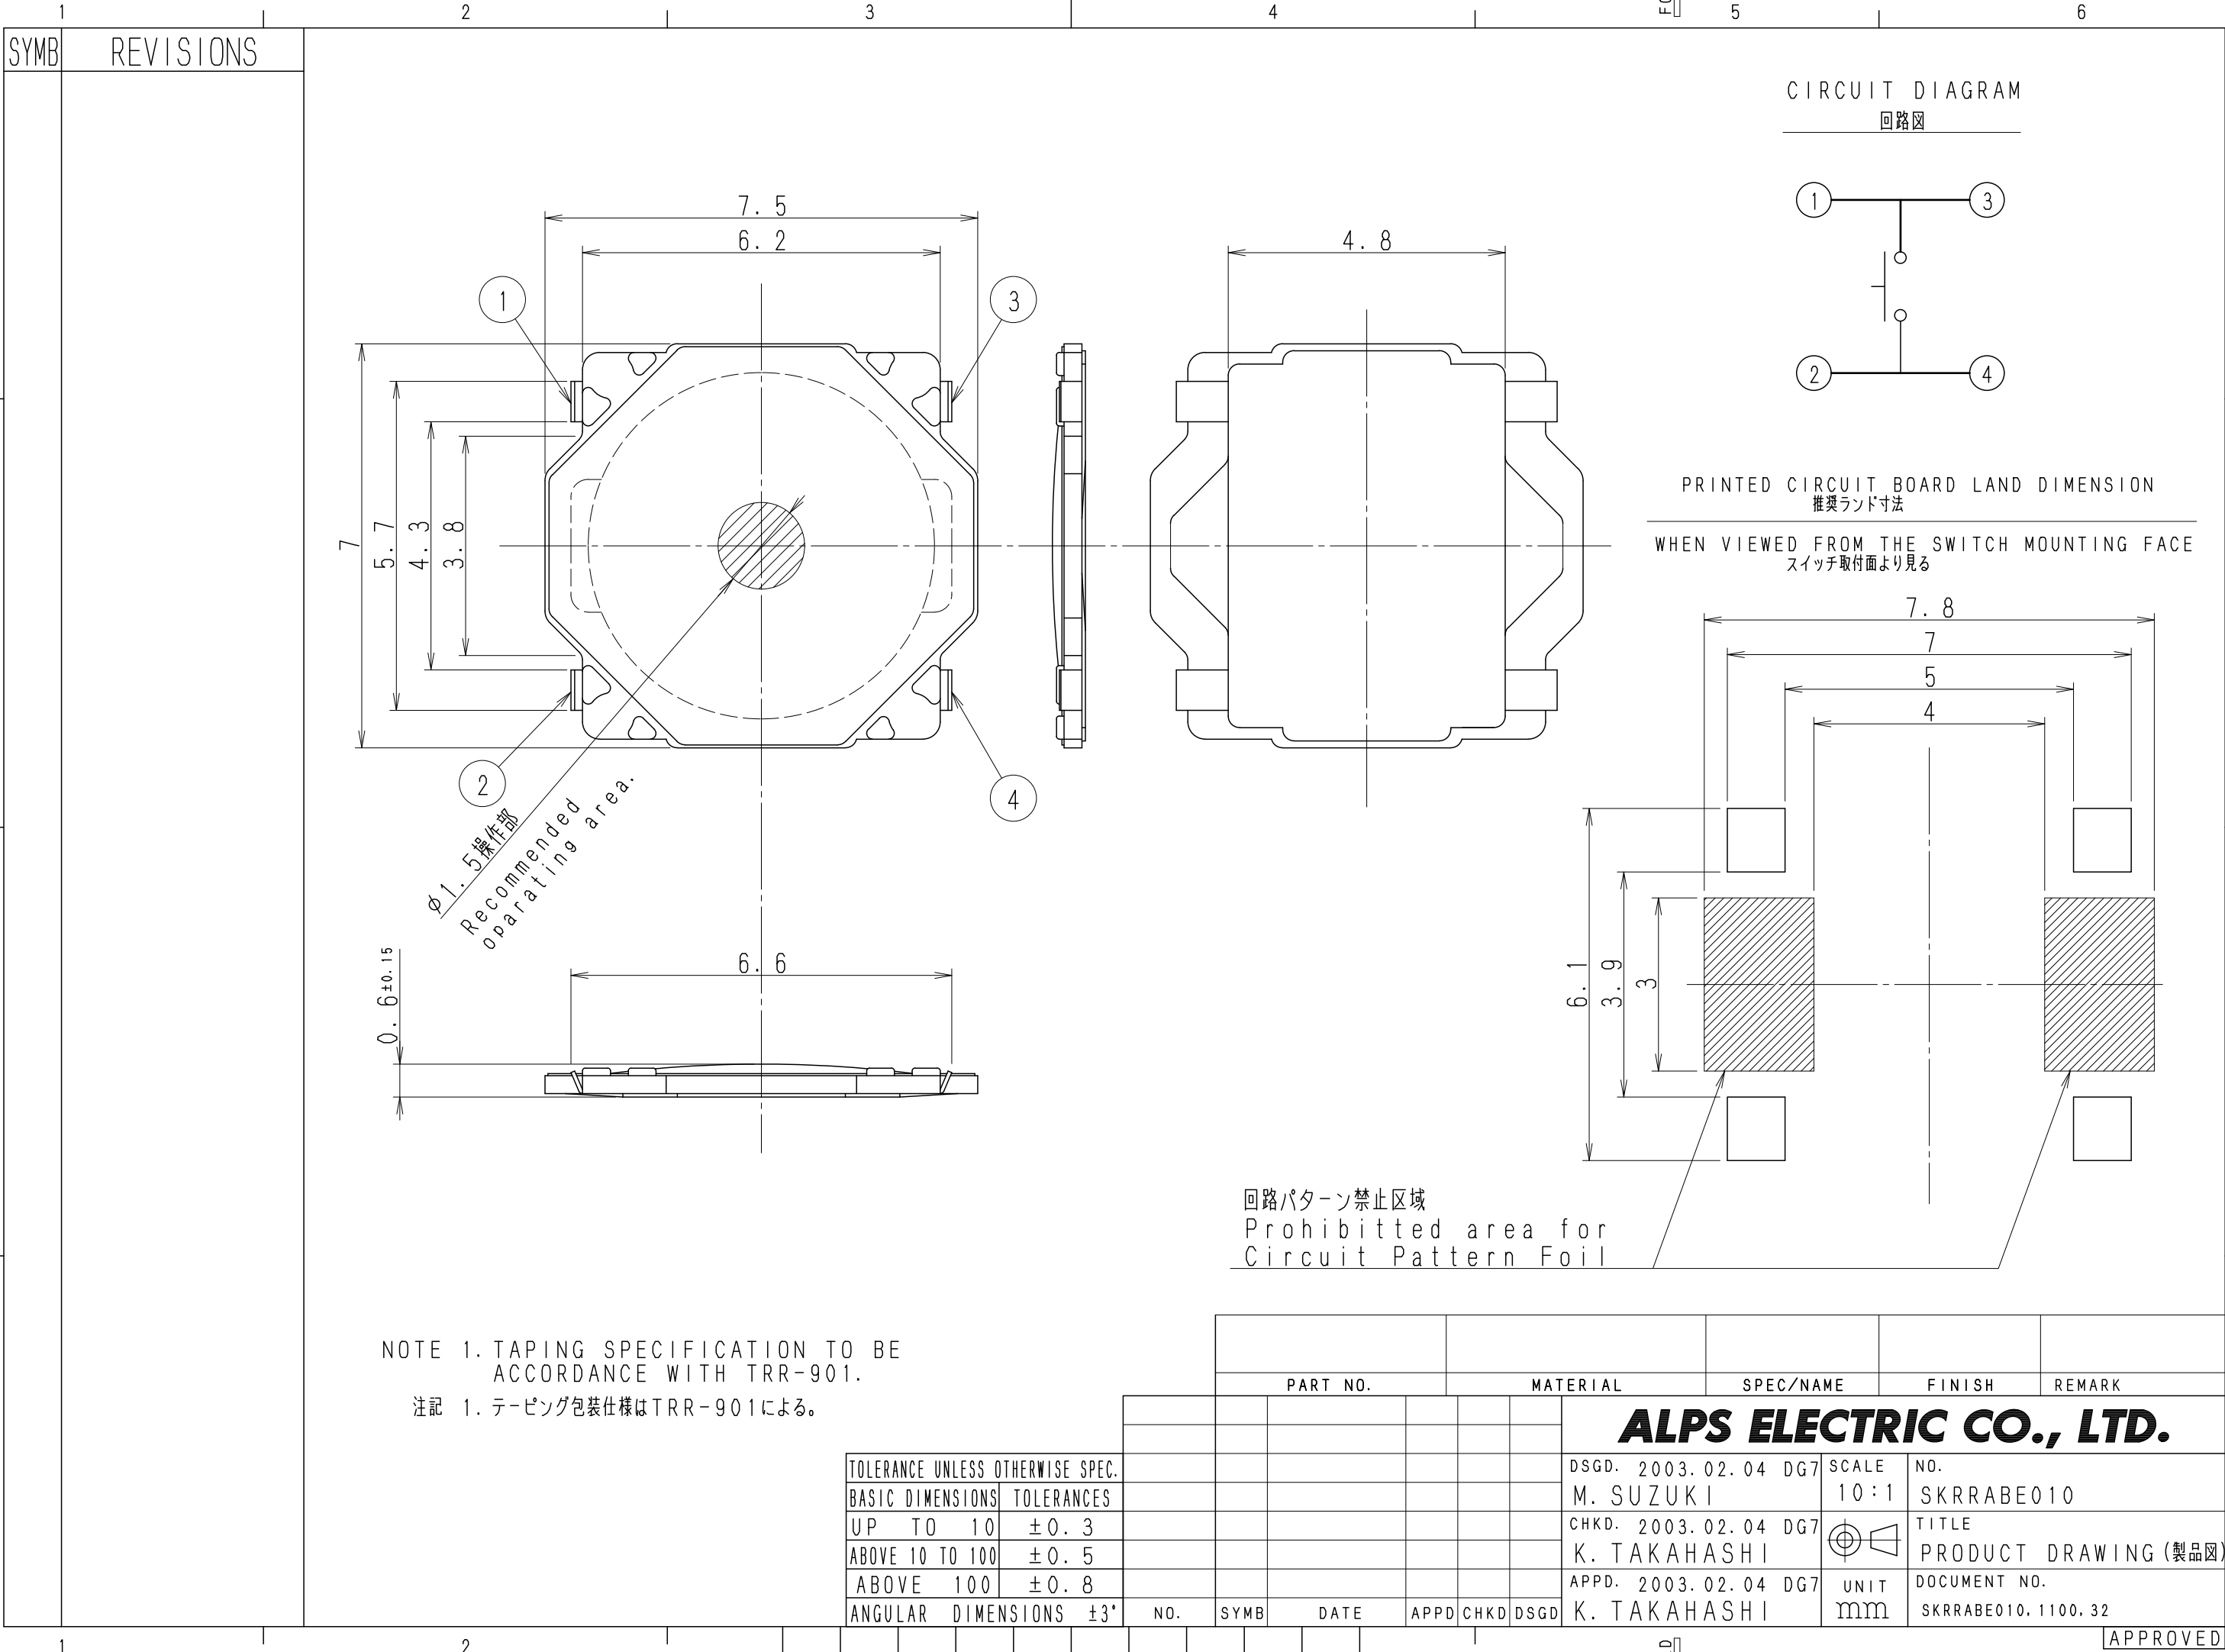 1 2 3 4 5 6
SYMB REVISIONS
CIRCUIT DIAGRAM
回路図
1 3
2 4
7.5
6.2
4.8
1 3
7
5.7
4.3
3.8
2 4
φ1.5操作部
Recommended
oparating area.
PRINTED CIRCUIT BOARD LAND DIMENSION
推奨ランド寸法
WHEN VIEWED FROM THE SWITCH MOUNTING FACE
スイッチ取付面より見る
7.8
7
5
4
6.1
3.9
3
6.6
0.6±0.15
回路パターン禁止区域
Prohibitted area for
Circuit Pattern Foil
NOTE 1. TAPING SPECIFICATION TO BE
ACCORDANCE WITH TRR-901.
注記 1. テーピング包装仕様はTRR-901による。
PART NO. MATERIAL SPEC/NAME FINISH REMARK
ALPS ELECTRIC CO., LTD.
TOLERANCE UNLESS OTHERWISE SPEC.
BASIC DIMENSIONS TOLERANCES
UP TO 10 ±0.3
ABOVE 10 TO 100 ±0.5
ABOVE 100 ±0.8
ANGULAR DIMENSIONS ±3°
NO. SYMB DATE APPD CHKD DSGD
DSGD. 2003.02.04 DG7
M. SUZUKI
CHKD. 2003.02.04 DG7
K. TAKAHASHI
APPD. 2003.02.04 DG7
K. TAKAHASHI
SCALE
10:1
UNIT
mm
NO.
SKRRABE010
TITLE
PRODUCT DRAWING (製品図)
DOCUMENT NO.
SKRRABE010.1100.32
APPROVED
1 2